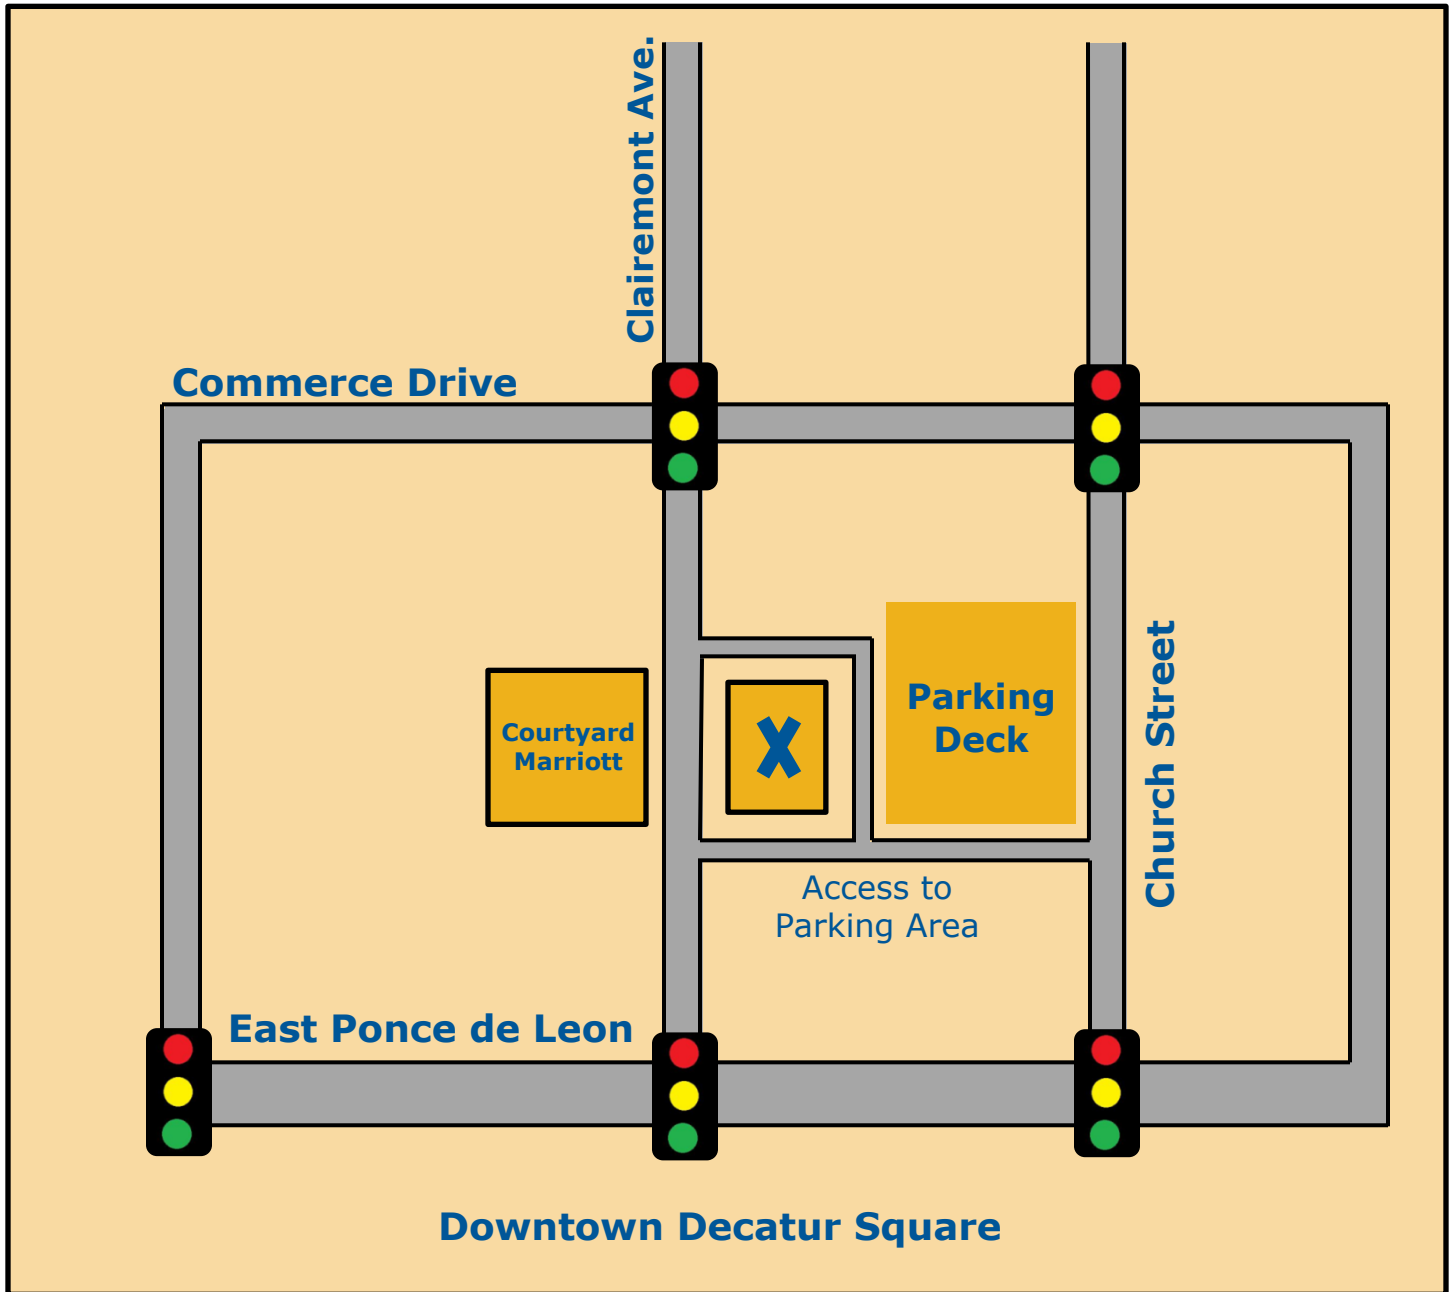 Clairemont Ave.
Commerce Drive
Courtyard
Marriott
X
Parking
Deck
Church Street
Access to
Parking Area
East Ponce de Leon
Downtown Decatur Square